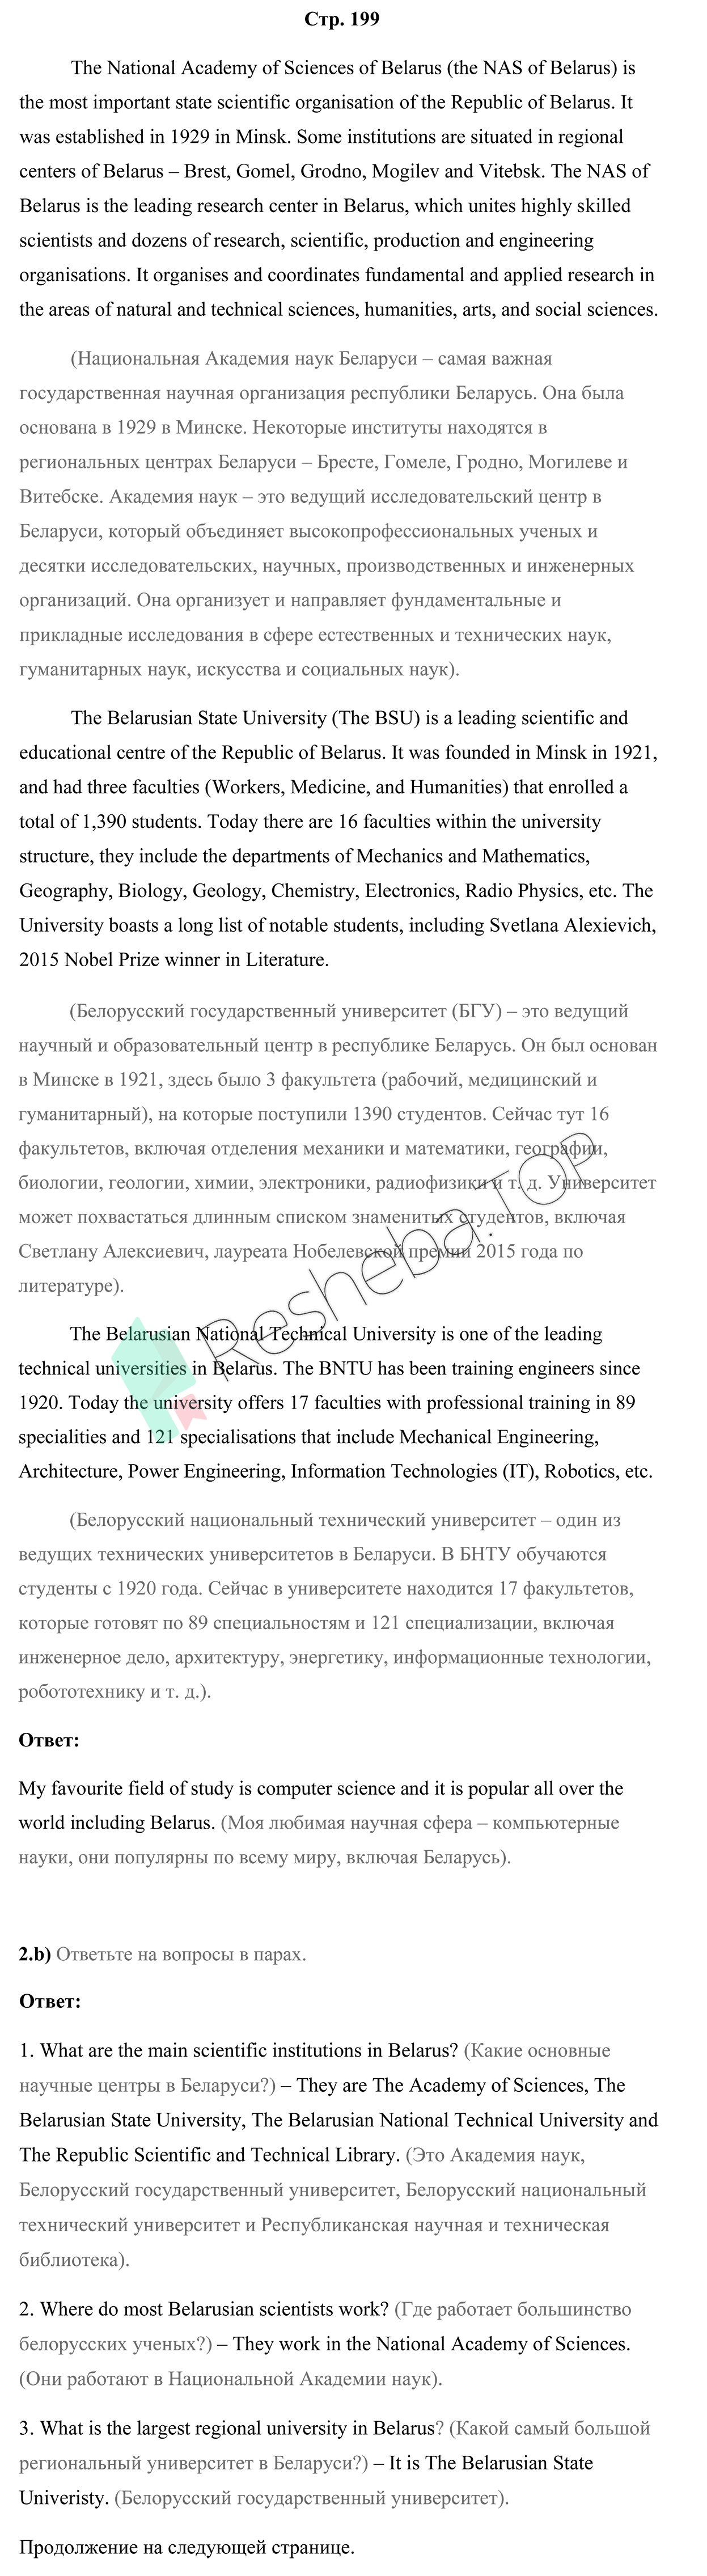 Стр. 199
The National Academy of Sciences of Belarus (the NAS of Belarus) is
the most important state scientific organisation of the Republic of Belarus. It
was established in 1929 in Minsk. Some institutions are situated in regional
centers of Belarus – Brest, Gomel, Grodno, Mogilev and Vitebsk. The NAS of
Belarus is the leading research center in Belarus, which unites highly skilled
scientists and dozens of research, scientific, production and engineering
organisations. It organises and coordinates fundamental and applied research in
the areas of natural and technical sciences, humanities, arts, and social sciences.
(Национальная Академия наук Беларуси – самая важная
государственная научная организация республики Беларусь. Она была
основана в 1929 в Минске. Некоторые институты находятся в
региональных центрах Беларуси – Бресте, Гомеле, Гродно, Могилеве и
Витебске. Академия наук – это ведущий исследовательский центр в
Беларуси, который объединяет высокопрофессиональных ученых и
десятки исследовательских, научных, производственных и инженерных
организаций. Она организует и направляет фундаментальные и
прикладные исследования в сфере естественных и технических наук,
гуманитарных наук, искусства и социальных наук).
The Belarusian State University (The BSU) is a leading scientific and
educational centre of the Republic of Belarus. It was founded in Minsk in 1921,
and had three faculties (Workers, Medicine, and Humanities) that enrolled a
total of 1,390 students. Today there are 16 faculties within the university
structure, they include the departments of Mechanics and Mathematics,
Geography, Biology, Geology, Chemistry, Electronics, Radio Physics, etc. The
University boasts a long list of notable students, including Svetlana Alexievich,
2015 Nobel Prize winner in Literature.
(Белорусский государственный университет (БГУ) – это ведущий
научный и образовательный центр в республике Беларусь. Он был основан
в Минске в 1921, здесь было 3 факультета (рабочий, медицинский и
гуманитарный), на которые поступили 1390 студентов. Сейчас тут 16
факультетов, включая отделения механики и математики, географии,
биологии, геологии, химии, электроники, радиофизики и т. д. Университет
может похвастаться длинным списком знаменитых студентов, включая
Светлану Алексиевич, лауреата Нобелевской премии 2015 года по
литературе).
Resheba.TOP
The Belarusian National Technical University is one of the leading
technical universities in Belarus. The BNTU has been training engineers since
1920. Today the university offers 17 faculties with professional training in 89
specialities and 121 specialisations that include Mechanical Engineering,
Architecture, Power Engineering, Information Technologies (IT), Robotics, etc.
(Белорусский национальный технический университет – один из
ведущих технических университетов в Беларуси. В БНТУ обучаются
студенты с 1920 года. Сейчас в университете находится 17 факультетов,
которые готовят по 89 специальностям и 121 специализации, включая
инженерное дело, архитектуру, энергетику, информационные технологии,
робототехнику и т. д.).
Ответ:
My favourite field of study is computer science and it is popular all over the
world including Belarus. (Моя любимая научная сфера – компьютерные
науки, они популярны по всему миру, включая Беларусь).
2.b) Ответьте на вопросы в парах.
Ответ:
1. What are the main scientific institutions in Belarus? (Какие основные
научные центры в Беларуси?) – They are The Academy of Sciences, The
Belarusian State University, The Belarusian National Technical University and
The Republic Scientific and Technical Library. (Это Академия наук,
Белорусский государственный университет, Белорусский национальный
технический университет и Республиканская научная и техническая
библиотека).
2. Where do most Belarusian scientists work? (Где работает большинство
белорусских ученых?) – They work in the National Academy of Sciences.
(Они работают в Национальной Академии наук).
3. What is the largest regional university in Belarus? (Какой самый большой
региональный университет в Беларуси?) – It is The Belarusian State
Univeristy. (Белорусский государственный университет).
Продолжение на следующей странице.